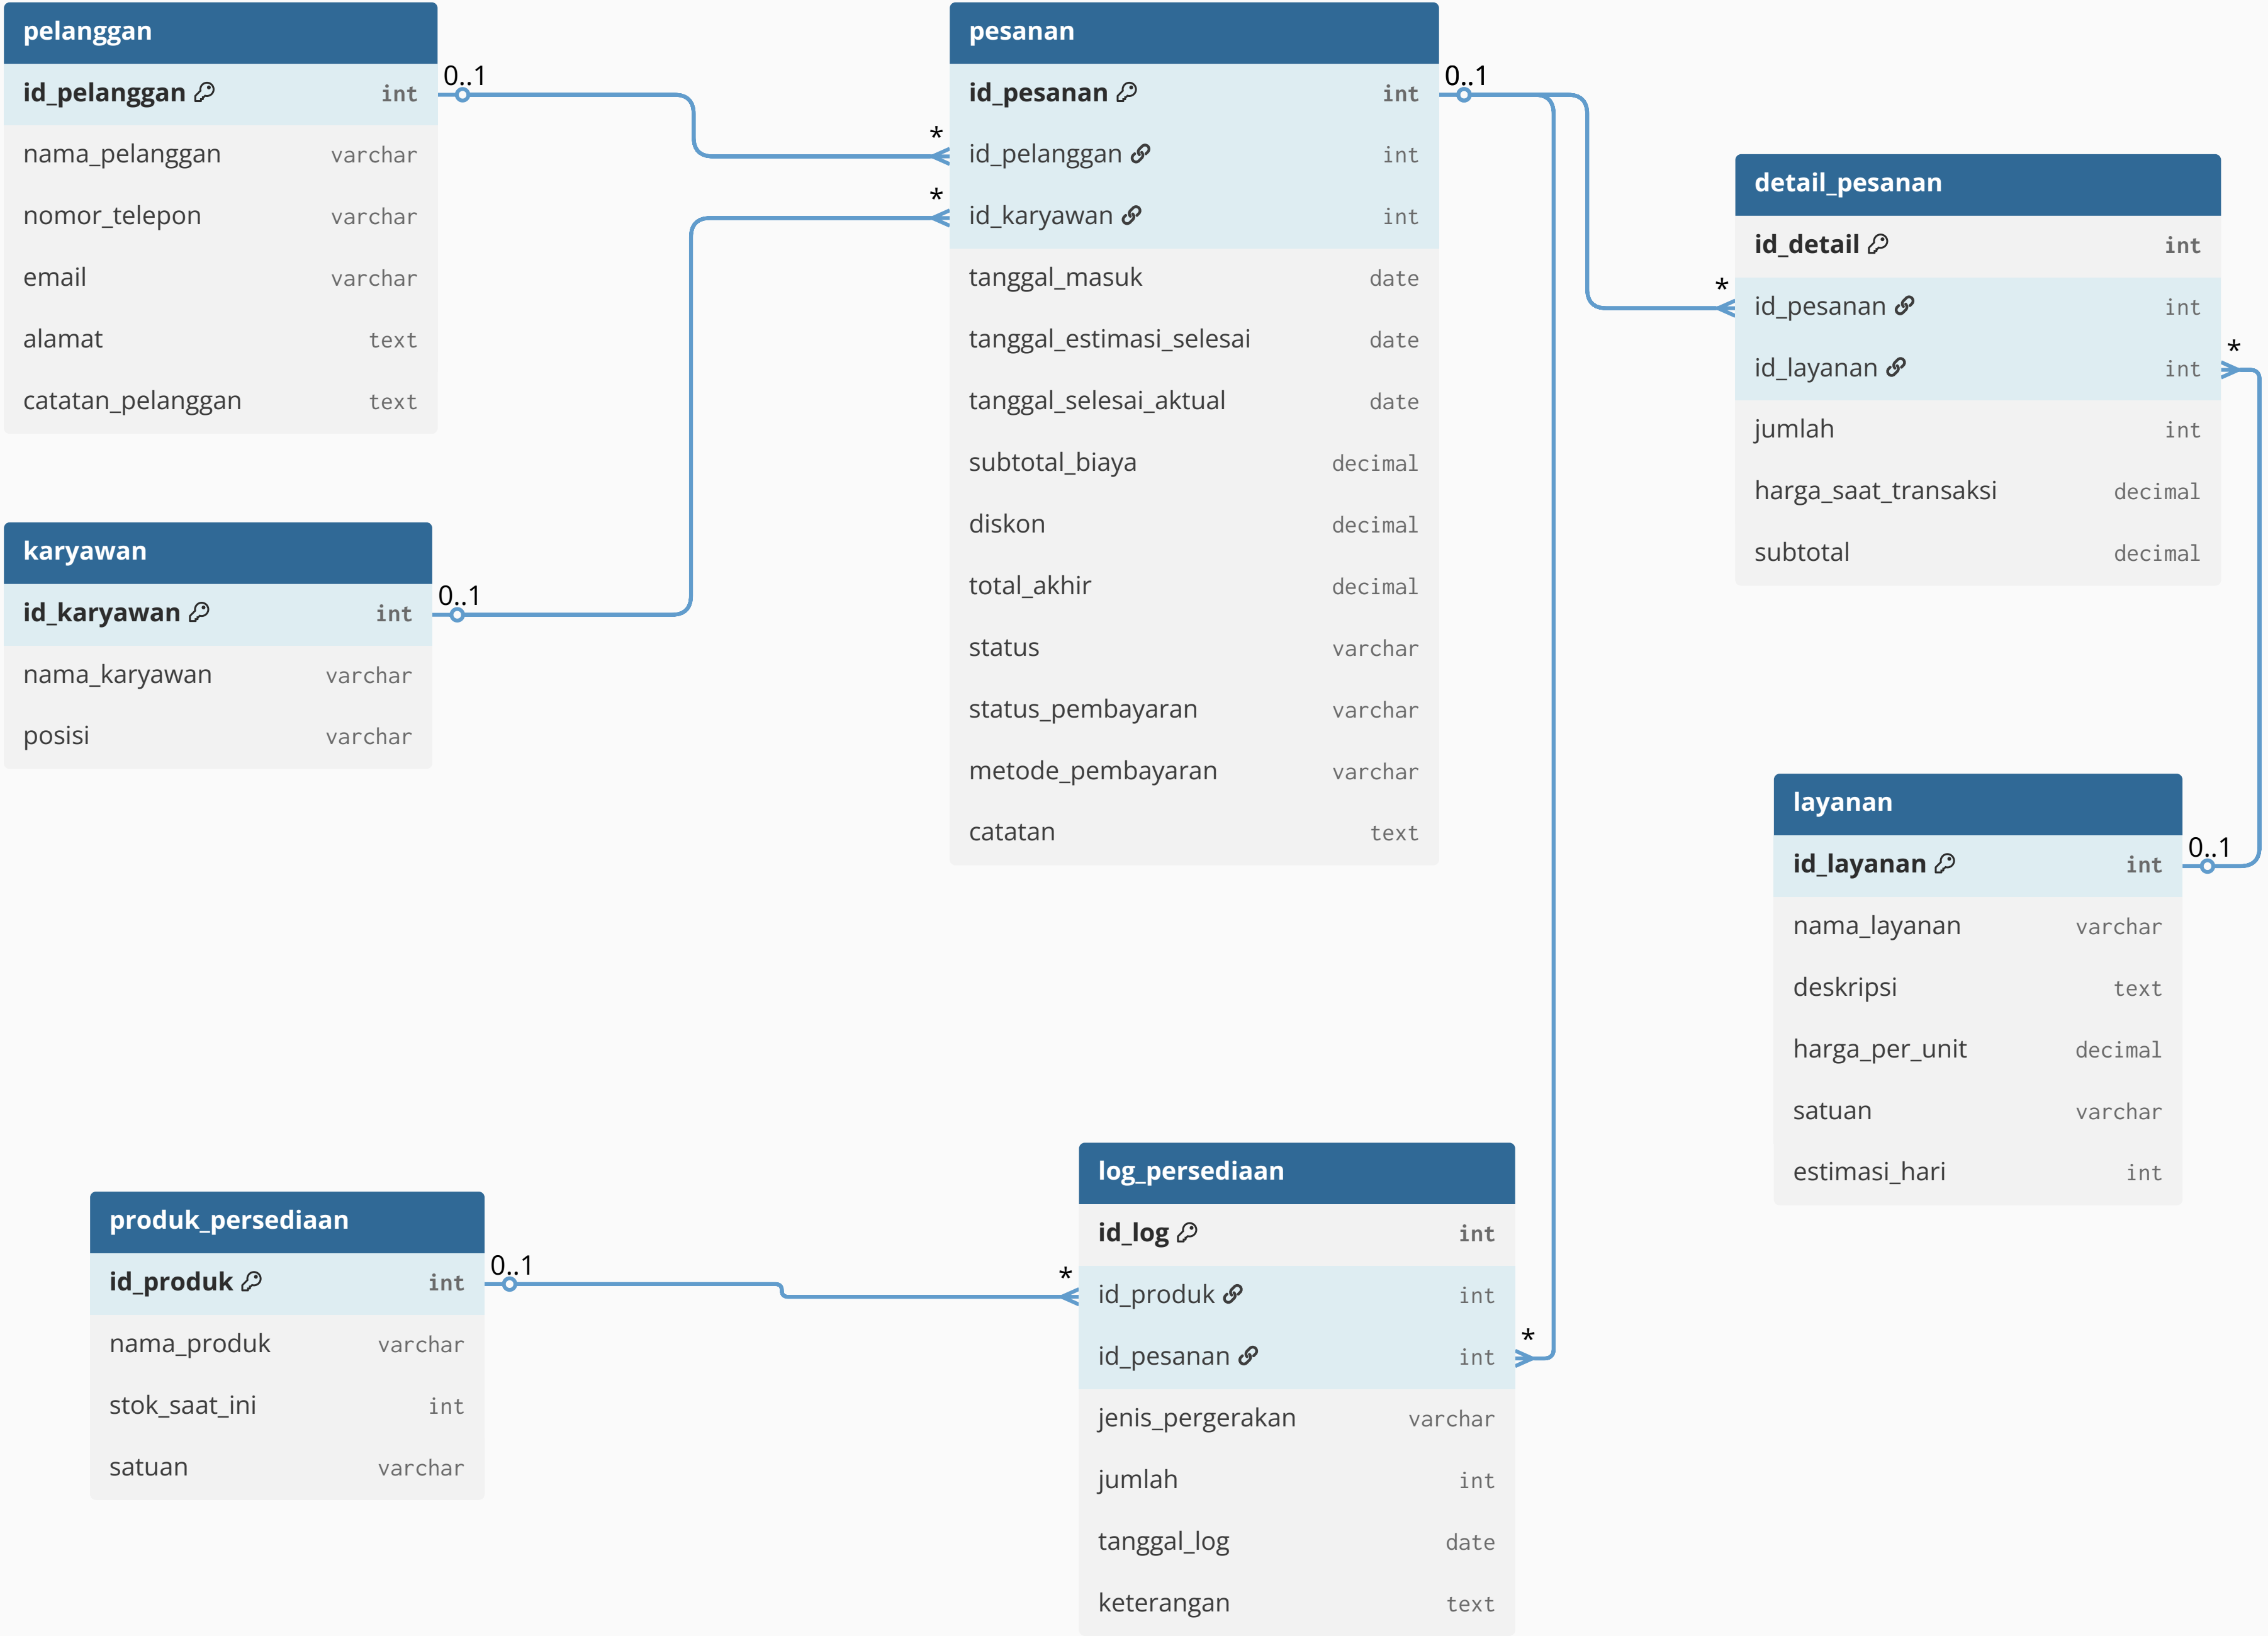 pelanggan
id_pelanggan int
nama_pelanggan varchar
nomor_telepon varchar
email varchar
alamat text
catatan_pelanggan text
0..1
*
karyawan
id_karyawan int
nama_karyawan varchar
posisi varchar
0..1
*
pesanan
id_pesanan int
id_pelanggan int
id_karyawan int
tanggal_masuk date
tanggal_estimasi_selesai date
tanggal_selesai_aktual date
subtotal_biaya decimal
diskon decimal
total_akhir decimal
status varchar
status_pembayaran varchar
metode_pembayaran varchar
catatan text
0..1
*
detail_pesanan
id_detail int
id_pesanan int
id_layanan int
jumlah int
harga_saat_transaksi decimal
subtotal decimal
*
layanan
id_layanan int
nama_layanan varchar
deskripsi text
harga_per_unit decimal
satuan varchar
estimasi_hari int
0..1
produk_persediaan
id_produk int
nama_produk varchar
stok_saat_ini int
satuan varchar
0..1
*
log_persediaan
id_log int
id_produk int
id_pesanan int
jenis_pergerakan varchar
jumlah int
tanggal_log date
keterangan text
*